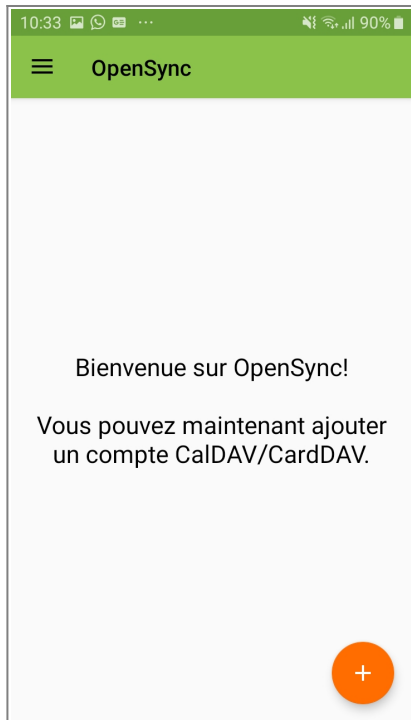 10:33 90%
OpenSync
Bienvenue sur OpenSync!
Vous pouvez maintenant ajouter
un compte CalDAV/CardDAV.